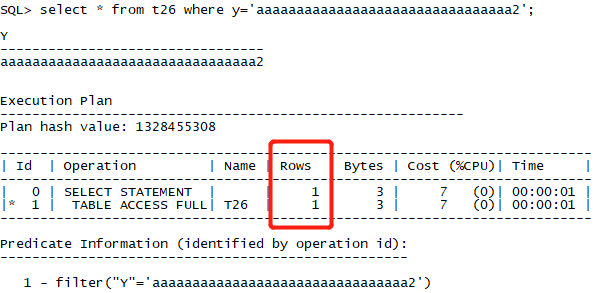 SQL> select * from t26 where y='aaaaaaaaaaaaaaaaaaaaaaaaaaaaaaaa2';
Y
---------------------------------
aaaaaaaaaaaaaaaaaaaaaaaaaaaaaaaa2
Execution Plan
----------------------------------------------------------
Plan hash value: 1328455308
--------------------------------------------------------------------------
| Id  | Operation         | Name | Rows  | Bytes | Cost (%CPU)| Time     |
--------------------------------------------------------------------------
|   0 | SELECT STATEMENT  |      |     1 |     3 |     7   (0)| 00:00:01 |
|*  1 |  TABLE ACCESS FULL| T26  |     1 |     3 |     7   (0)| 00:00:01 |
--------------------------------------------------------------------------
Predicate Information (identified by operation id):
---------------------------------------------------
   1 - filter("Y"='aaaaaaaaaaaaaaaaaaaaaaaaaaaaaaaa2')